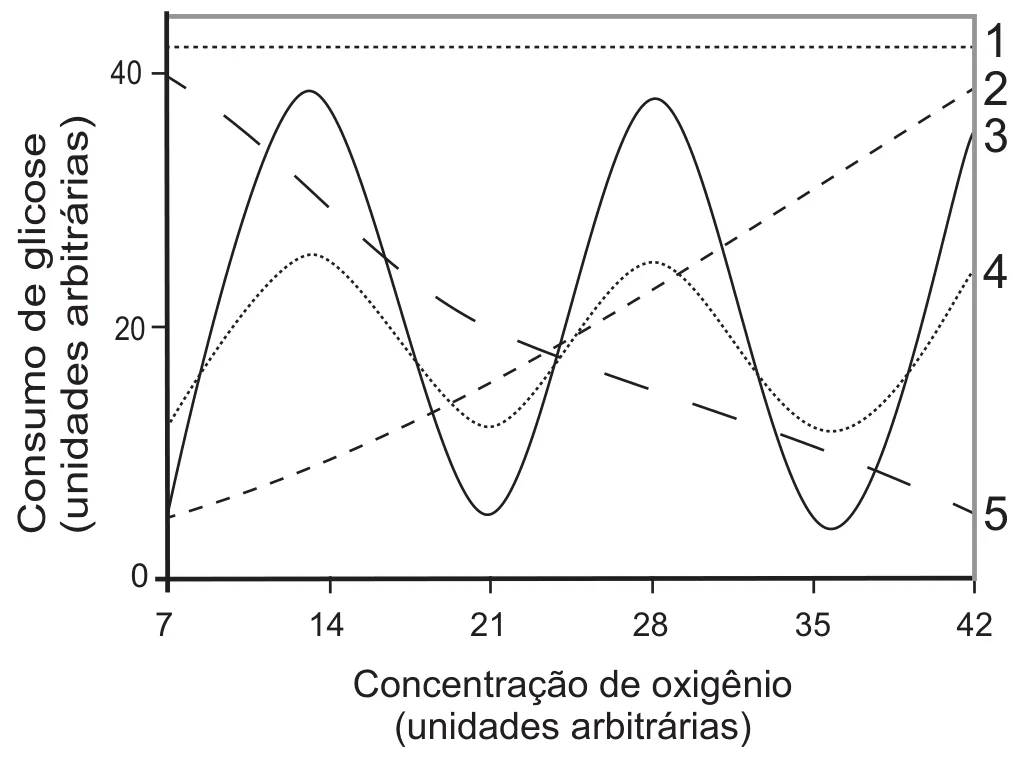 Consumo de glicose
(unidades arbitrárias)
40
20
0
7 14 21 28 35 42
Concentração de oxigênio
(unidades arbitrárias)
1
2
3
4
5